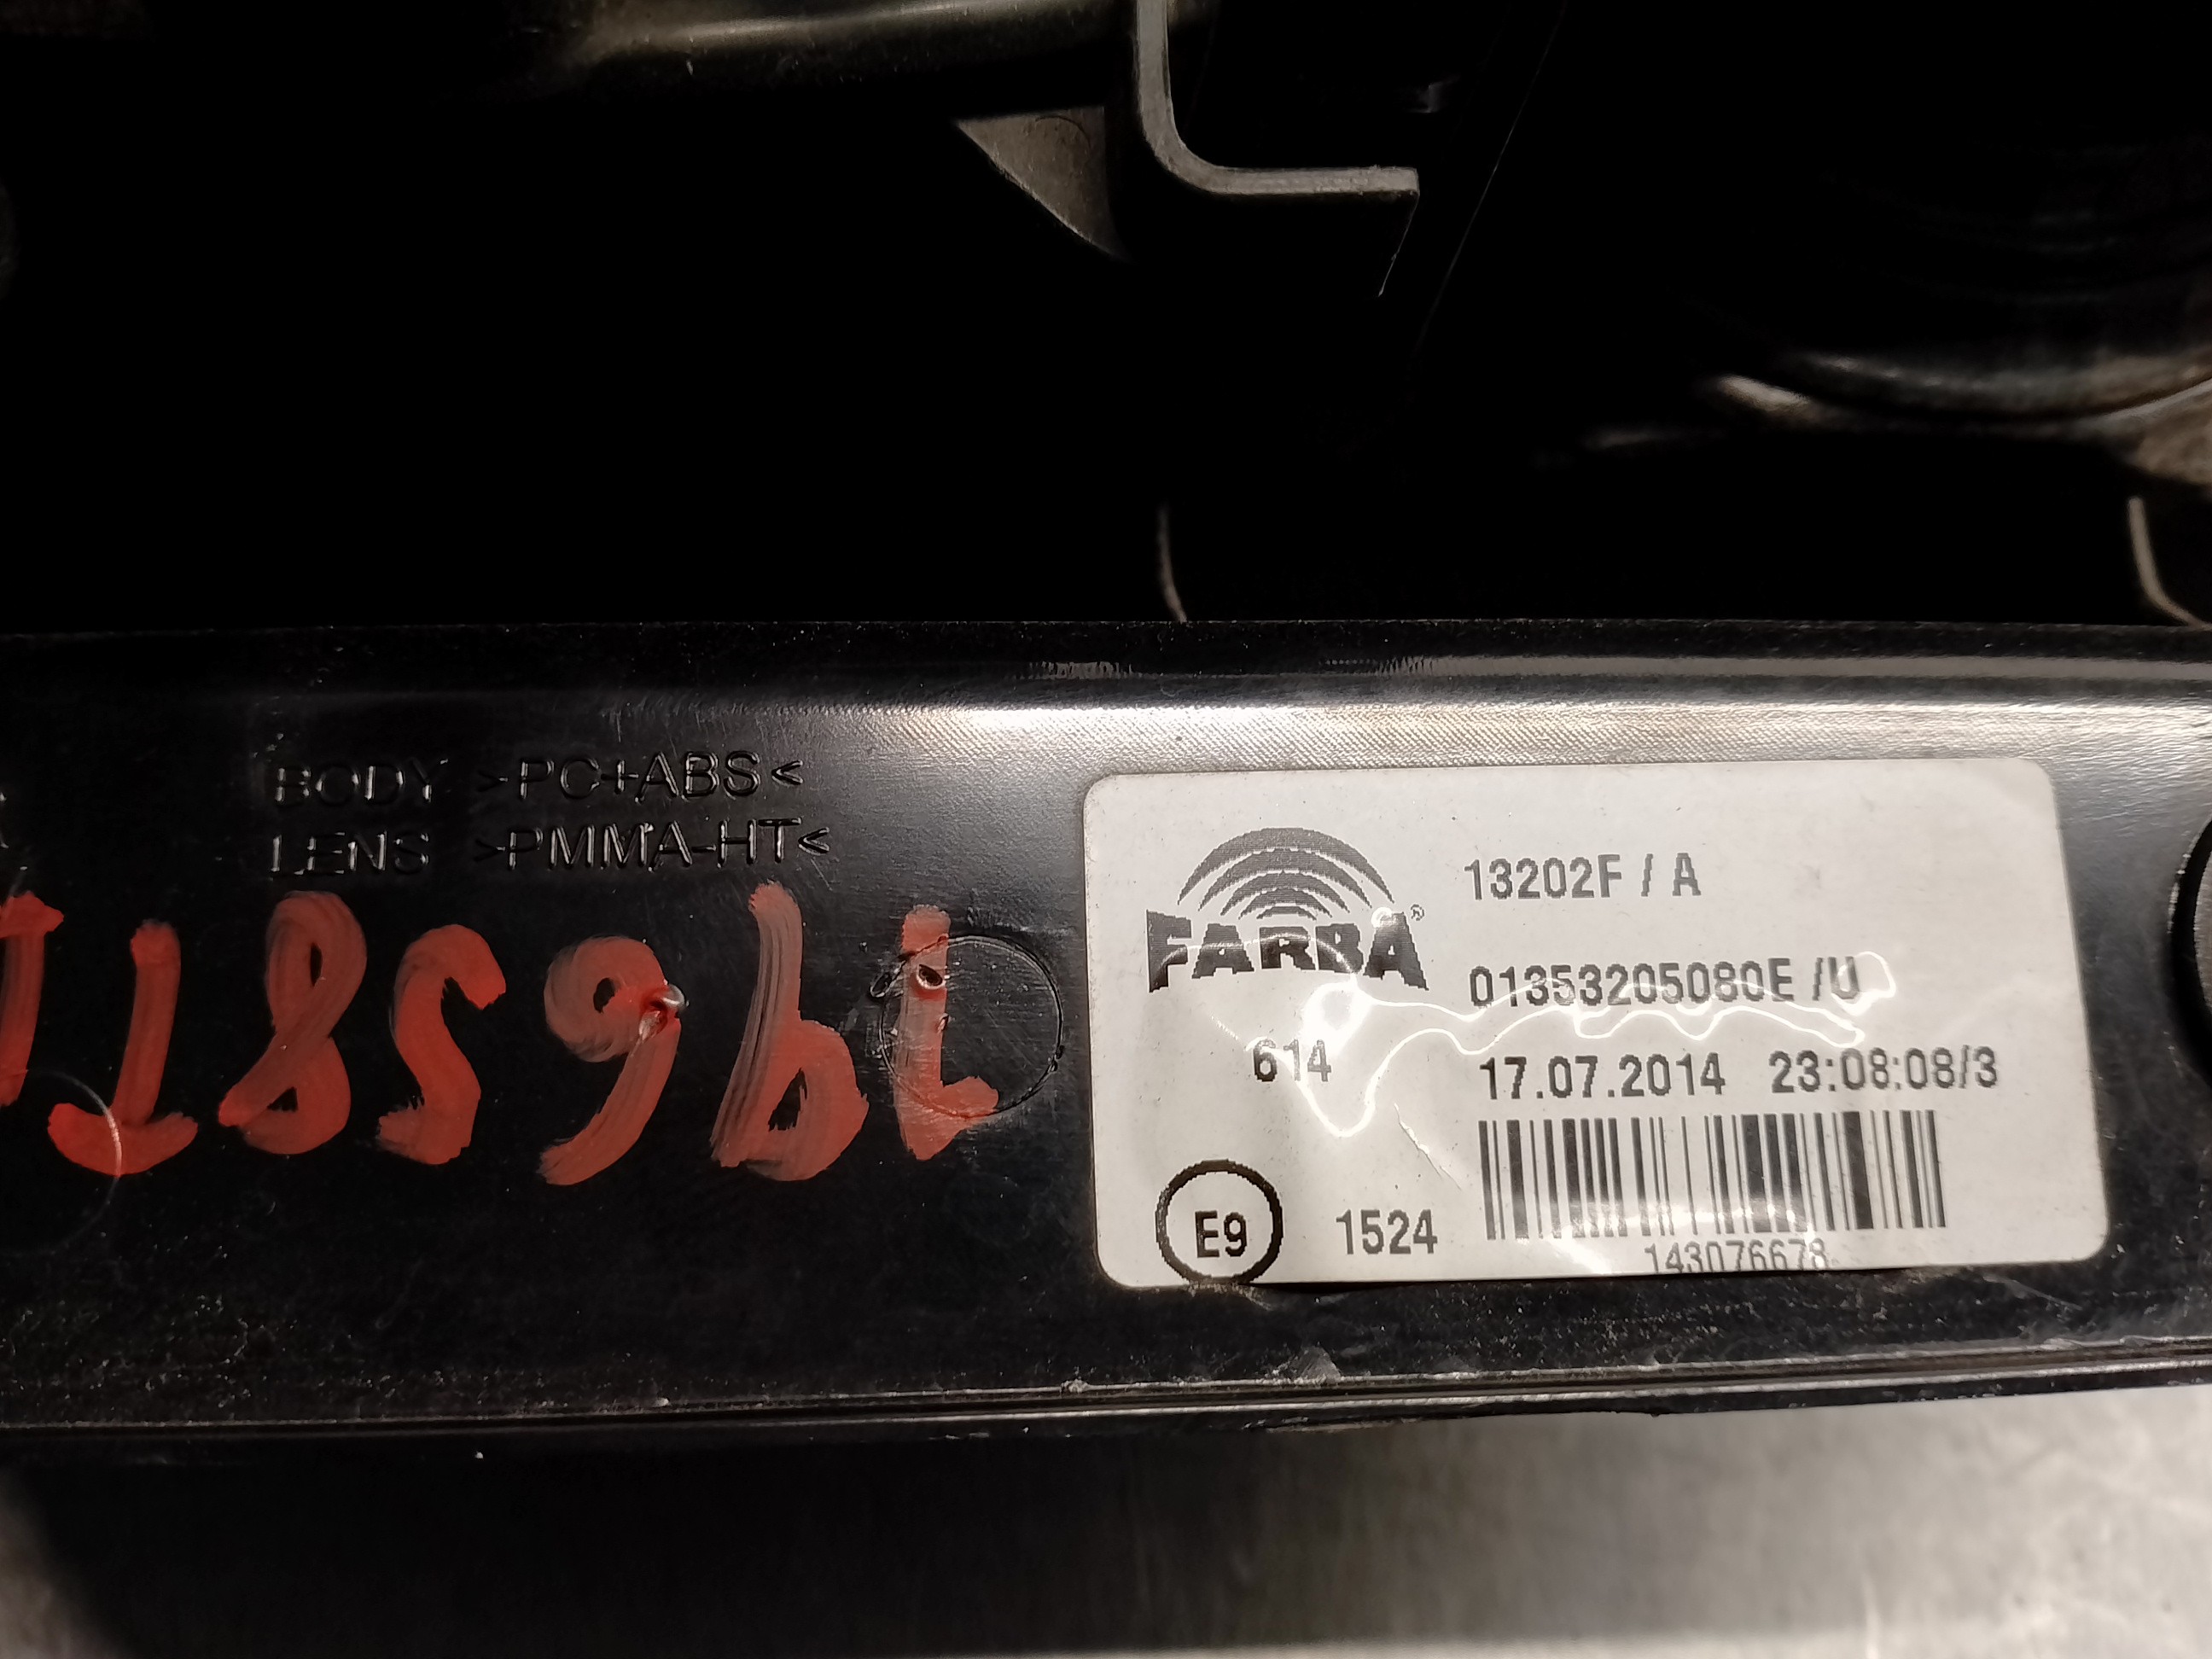 BODY >PC+ABS<
LENS >PMMA-HT<
FARBA®
13202F / A
01353205080E /U
614
17.07.2014 23:08:08/3
E9
1524
143076678